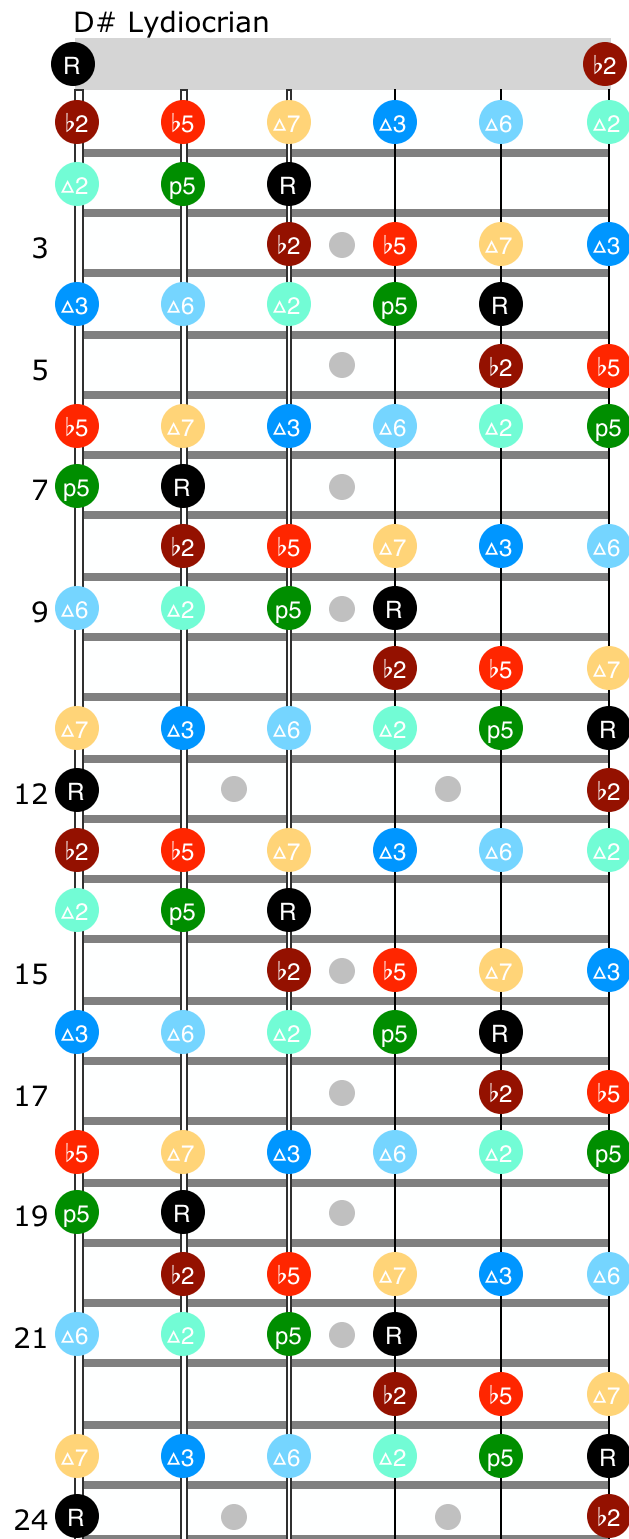 D# Lydiocrian
R ♭2
♭2 ♭5 △7 △3 △6 △2
△2 p5 R
3 ♭2 ♭5 △7 △3
△3 △6 △2 p5 R
5 ♭2 ♭5
♭5 △7 △3 △6 △2 p5
7 p5 R
♭2 ♭5 △7 △3 △6
9 △6 △2 p5 R
♭2 ♭5 △7
△7 △3 △6 △2 p5 R
12 R ♭2
♭2 ♭5 △7 △3 △6 △2
△2 p5 R
15 ♭2 ♭5 △7 △3
△3 △6 △2 p5 R
17 ♭2 ♭5
♭5 △7 △3 △6 △2 p5
19 p5 R
♭2 ♭5 △7 △3 △6
21 △6 △2 p5 R
♭2 ♭5 △7
△7 △3 △6 △2 p5 R
24 R ♭2